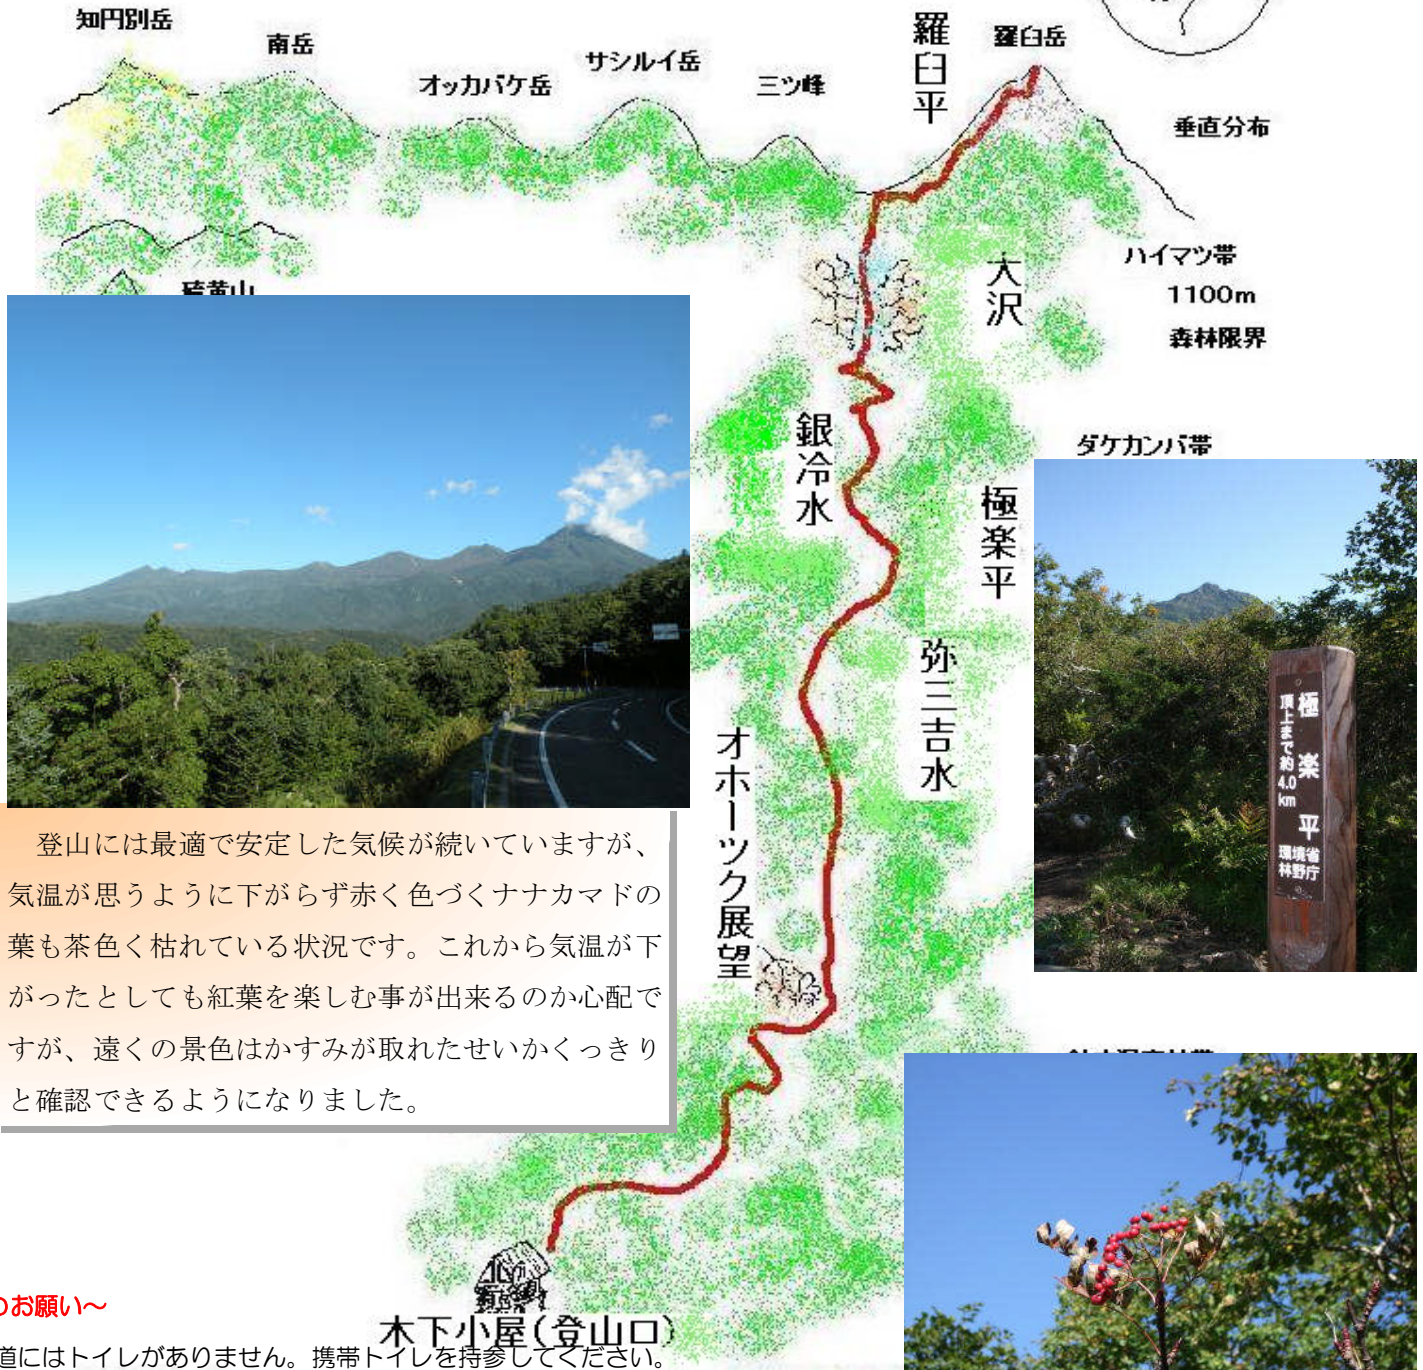 知円別岳
南岳
オッカバケ岳
サシルイ岳
三ツ峰
羅臼平
羅臼岳
垂直分布
ハイマツ帯
1100m
森林限界
大沢
硫黄山
銀冷水
ダケカンバ帯
極楽平
弥三吉水
オホーツク展望
極楽平
頂上まで約4.0km
環境省
林野庁
登山には最適で安定した気候が続いていますが、
気温が思うように下がらず赤く色づくナナカマドの
葉も茶色く枯れている状況です。これから気温が下
がったとしても紅葉を楽しむ事が出来るのか心配で
すが、遠くの景色はかすみが取れたせいかくっきり
と確認できるようになりました。
木下小屋(登山口)
のお願い～
道にはトイレがありません。携帯トイレを持参してください。